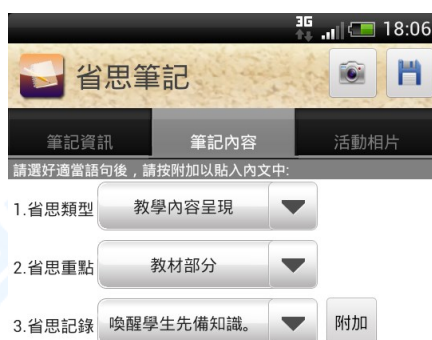 3G 18:06
省思筆記
筆記資訊 筆記內容 活動相片
請選好適當語句後，請按附加以貼入內文中:
1.省思類型 教學內容呈現
2.省思重點 教材部分
3.省思記錄 喚醒學生先備知識。 附加